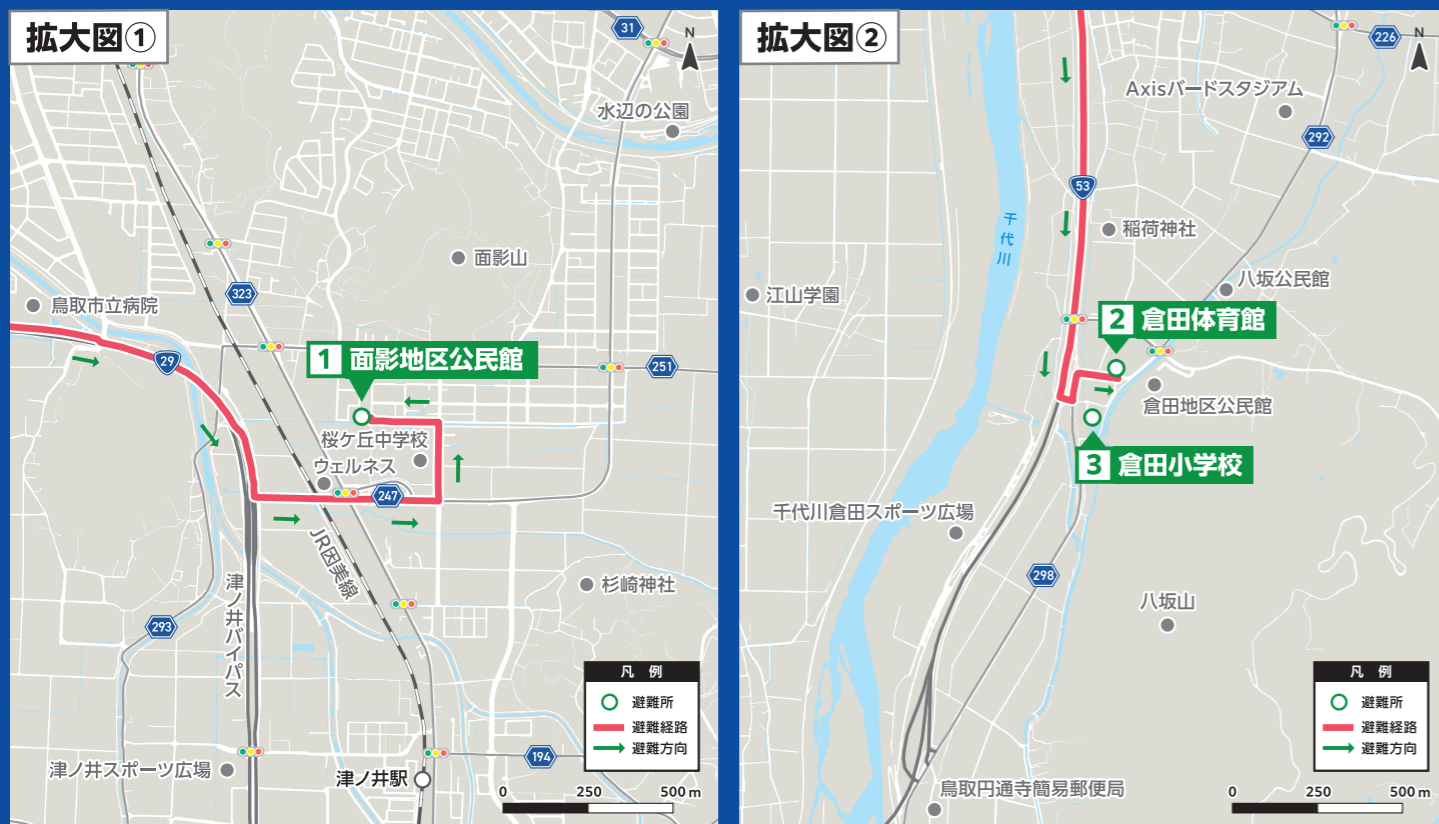 拡大図①
31
N
水辺の公園
面影山
323
鳥取市立病院
29
251
1 面影地区公民館
桜ケ丘中学校
ウェルネス
247
JR因美線
杉崎神社
津ノ井バイパス
293
凡 例
避難所
避難経路
避難方向
194
津ノ井スポーツ広場
津ノ井駅
0 250 500m
拡大図②
226
N
Axisバードスタジアム
292
53
千代川
稲荷神社
八坂公民館
江山学園
2 倉田体育館
倉田地区公民館
3 倉田小学校
千代川倉田スポーツ広場
298
八坂山
凡 例
避難所
避難経路
避難方向
鳥取円通寺簡易郵便局
0 250 500m